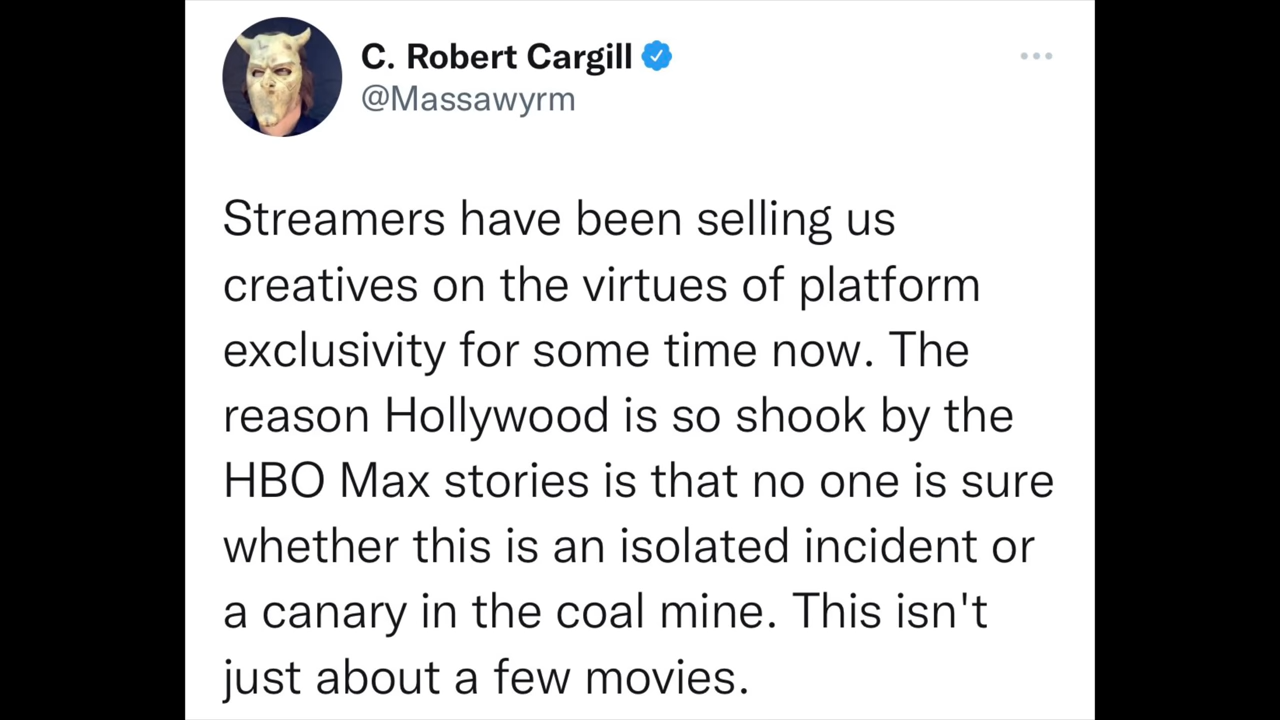 C. Robert Cargill
@Massawyrm
Streamers have been selling us
creatives on the virtues of platform
exclusivity for some time now. The
reason Hollywood is so shook by the
HBO Max stories is that no one is sure
whether this is an isolated incident or
a canary in the coal mine. This isn't
just about a few movies.